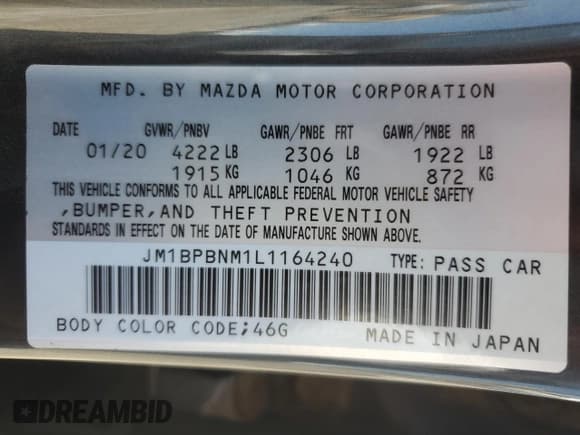 MFD. BY MAZDA MOTOR CORPORATION
DATE GVWR/PNBV GAWR/PNBE FRT GAWR/PNBE RR
01/20 4222 LB 2306 LB 1922 LB
1915 KG 1046 KG 872 KG
THIS VEHICLE CONFORMS TO ALL APPLICABLE FEDERAL MOTOR VEHICLE SAFETY
,BUMPER,AND THEFT PREVENTION
STANDARDS IN EFFECT ON THE DATE OF MANUFACTURE SHOWN ABOVE.
JM1BPBNM1L1164240 TYPE: PASS CAR
BODY COLOR CODE;46G MADE IN JAPAN
DREAMBID